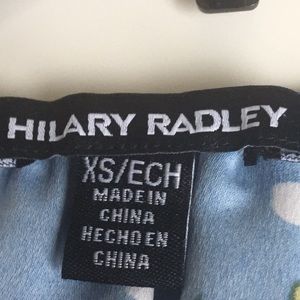 HILARY RADLEY
XS/ECH
MADE IN
CHINA
HECHO EN
CHINA